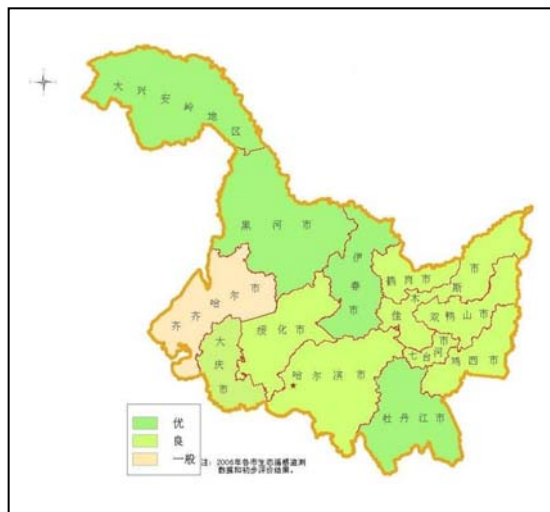 大兴安岭地区
黑河市
伊春市
鹤岗市
佳木斯市
齐齐哈尔市
绥化市
双鸭山市
大庆市
七台河市
鸡西市
哈尔滨市
牡丹江市
优
良
一般
注：2006年各市生态遥感监测
数据和初步评价结果。